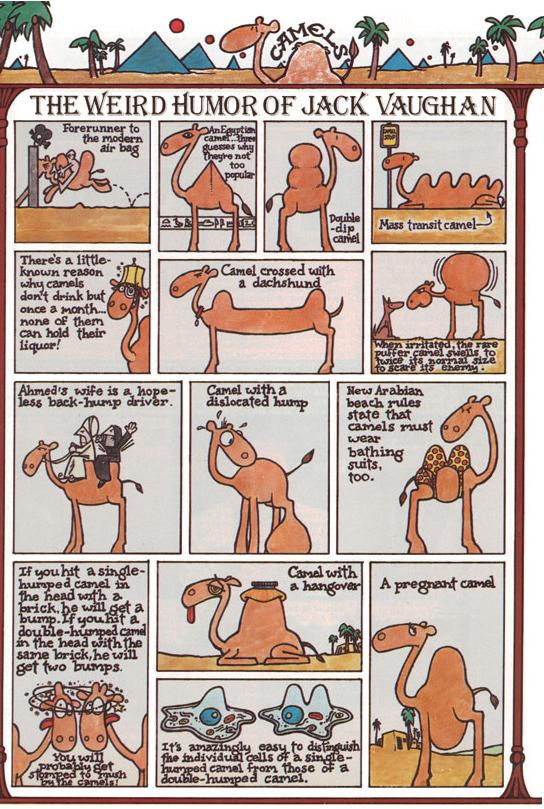 CAMELS
THE WEIRD HUMOR OF JACK VAUGHAN
Forerunner to
the modern
air bag
An Egyptian
camel...three
guesses why
they're not
too
popular
Double
-dip
camel
Mass transit camel
There's a little-
known reason
why camels
don't drink but
once a month...
none of them
can hold their
liquor!
Camel crossed with
a dachshund
When irritated, the rare
puffer camel swells to
twice its normal size
to scare its enemy.
Ahmed's wife is a hope-
less back-hump driver.
Camel with a
dislocated hump
New Arabian
beach rules
state that
camels must
wear
bathing
suits,
too.
If you hit a single-
humped camel in
the head with a
brick, he will get a
bump. If you hit a
double-humped camel
in the head with the
same brick, he will
get two bumps.
You will
probably get
stomped to mush
by the camels!
Camel with
a hangover
It's amazingly easy to distinguish
the individual cells of a single-
humped camel from those of a
double-humped camel.
A pregnant camel